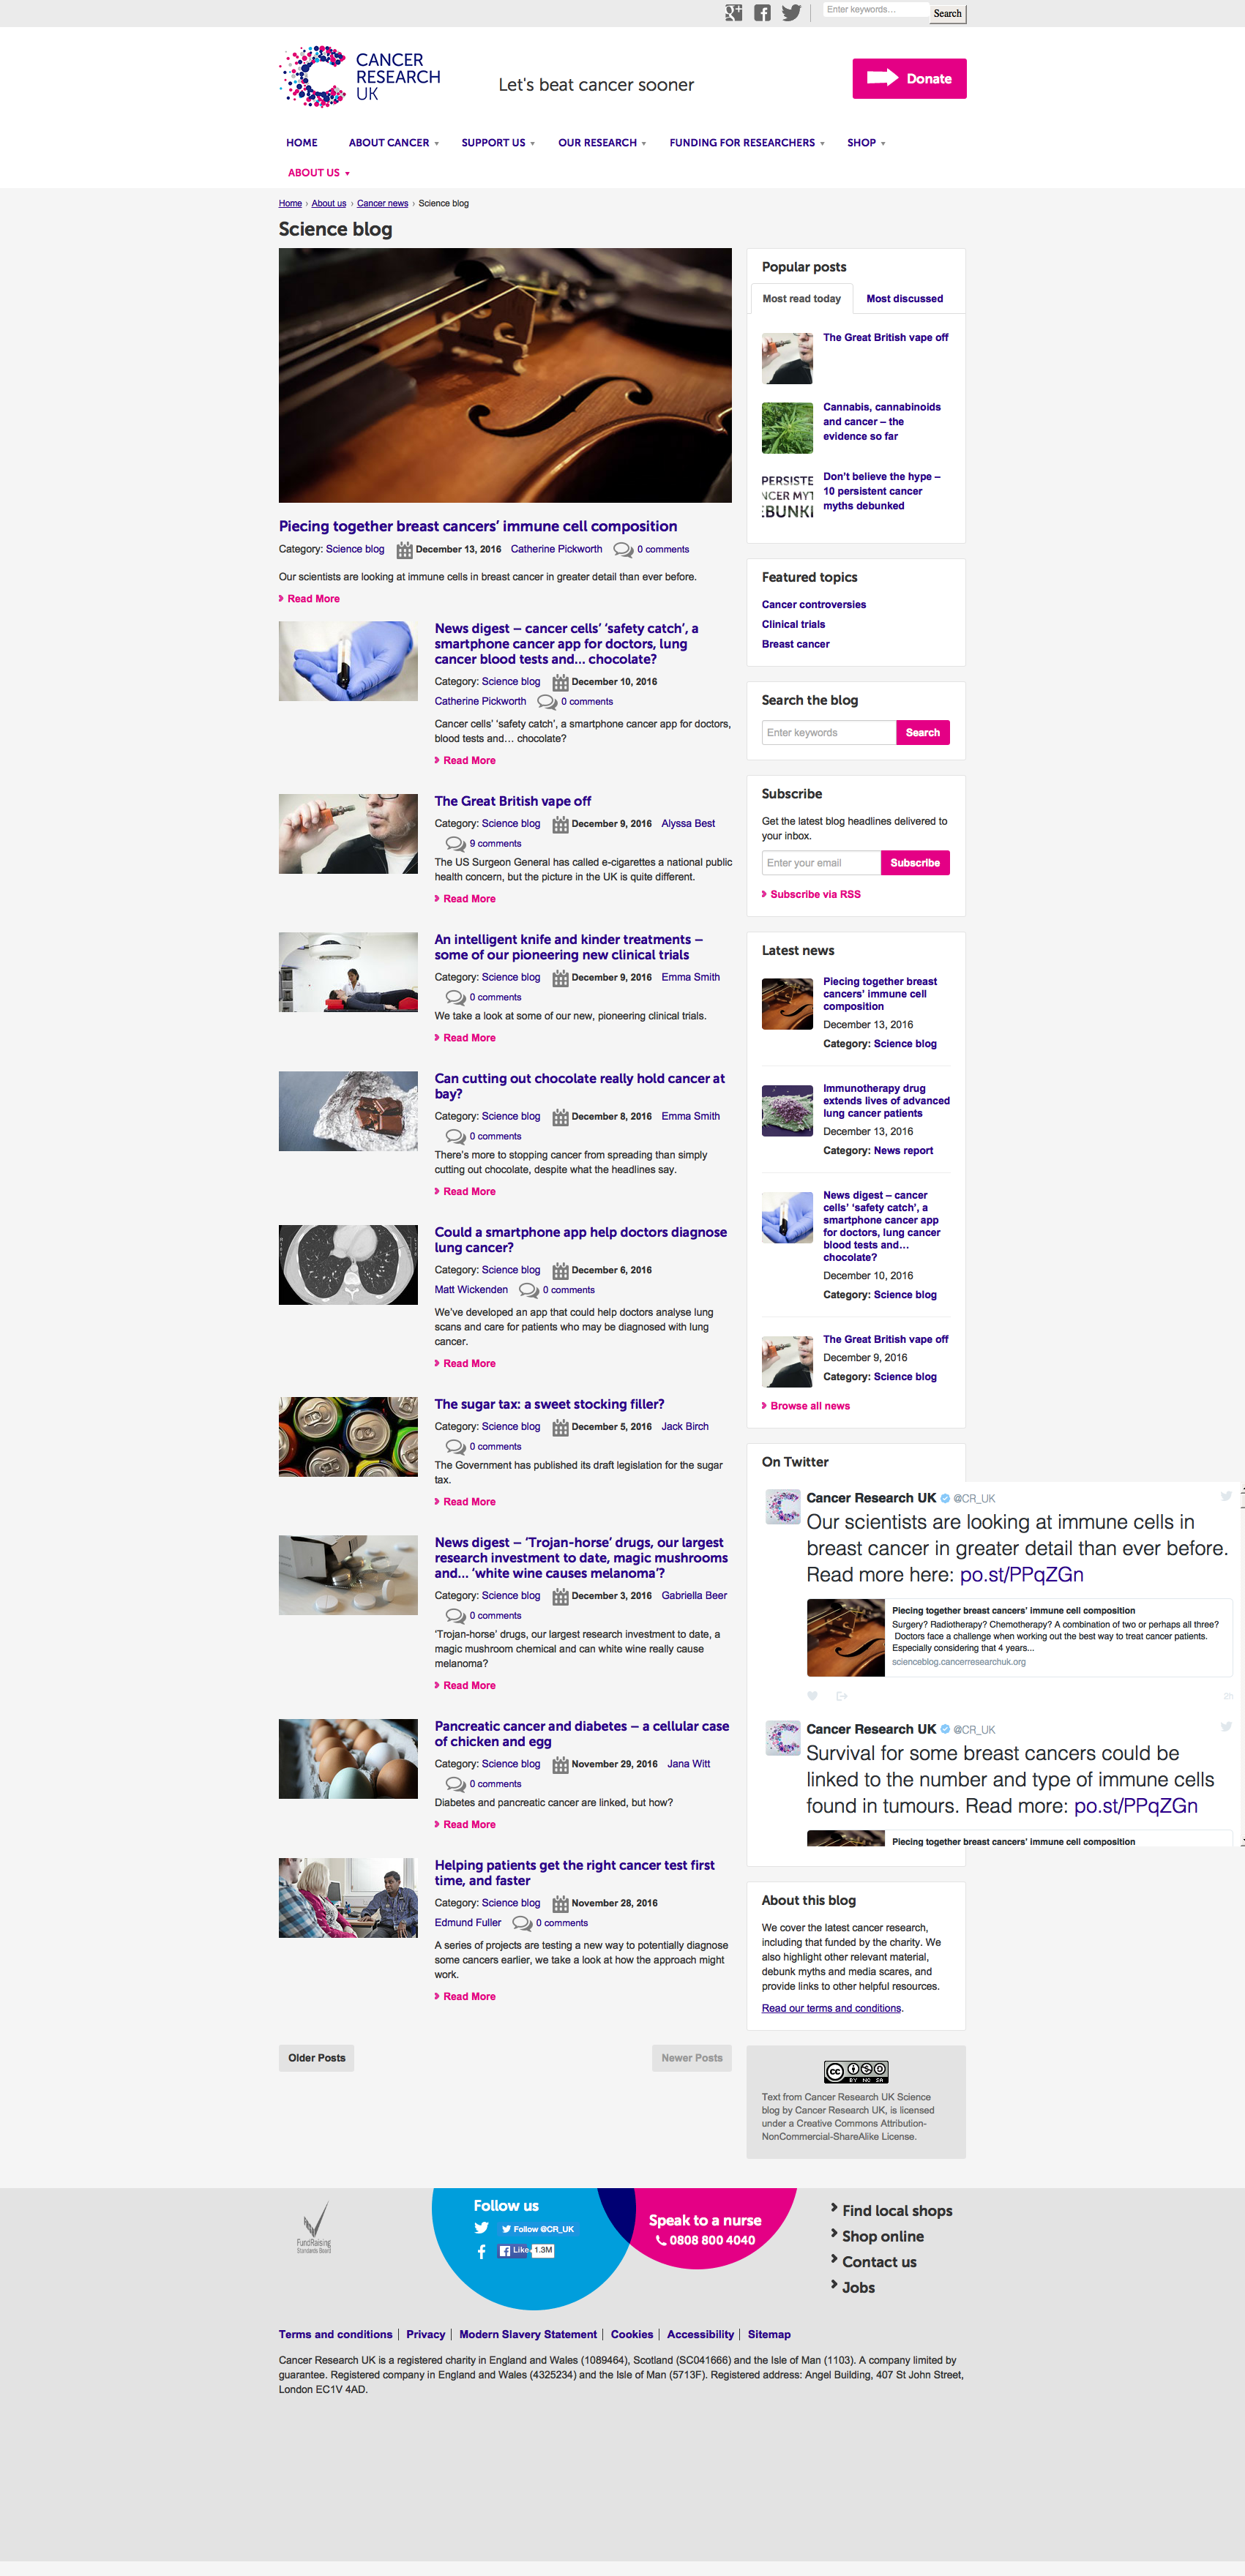 Enter keywords...
Search
CANCER
RESEARCH
UK
Let's beat cancer sooner
Donate
HOME
ABOUT CANCER
SUPPORT US
OUR RESEARCH
FUNDING FOR RESEARCHERS
SHOP
ABOUT US
Home › About us › Cancer news › Science blog
Science blog
Piecing together breast cancers’ immune cell composition
Category: Science blog December 13, 2016 Catherine Pickworth 0 comments
Our scientists are looking at immune cells in breast cancer in greater detail than ever before.
Read More
News digest – cancer cells’ ‘safety catch’, a
smartphone cancer app for doctors, lung
cancer blood tests and… chocolate?
Category: Science blog December 10, 2016
Catherine Pickworth 0 comments
Cancer cells’ ‘safety catch’, a smartphone cancer app for doctors,
blood tests and… chocolate?
Read More
The Great British vape off
Category: Science blog December 9, 2016 Alyssa Best
9 comments
The US Surgeon General has called e-cigarettes a national public
health concern, but the picture in the UK is quite different.
Read More
An intelligent knife and kinder treatments –
some of our pioneering new clinical trials
Category: Science blog December 9, 2016 Emma Smith
0 comments
We take a look at some of our new, pioneering clinical trials.
Read More
Can cutting out chocolate really hold cancer at
bay?
Category: Science blog December 8, 2016 Emma Smith
0 comments
There’s more to stopping cancer from spreading than simply
cutting out chocolate, despite what the headlines say.
Read More
Could a smartphone app help doctors diagnose
lung cancer?
Category: Science blog December 6, 2016
Matt Wickenden 0 comments
We’ve developed an app that could help doctors analyse lung
scans and care for patients who may be diagnosed with lung
cancer.
Read More
The sugar tax: a sweet stocking filler?
Category: Science blog December 5, 2016 Jack Birch
0 comments
The Government has published its draft legislation for the sugar
tax.
Read More
News digest – ‘Trojan-horse’ drugs, our largest
research investment to date, magic mushrooms
and… ‘white wine causes melanoma’?
Category: Science blog December 3, 2016 Gabriella Beer
0 comments
‘Trojan-horse’ drugs, our largest research investment to date, a
magic mushroom chemical and can white wine really cause
melanoma?
Read More
Pancreatic cancer and diabetes – a cellular case
of chicken and egg
Category: Science blog November 29, 2016 Jana Witt
0 comments
Diabetes and pancreatic cancer are linked, but how?
Read More
Helping patients get the right cancer test first
time, and faster
Category: Science blog November 28, 2016
Edmund Fuller 0 comments
A series of projects are testing a new way to potentially diagnose
some cancers earlier, we take a look at how the approach might
work.
Read More
Older Posts
Newer Posts
Popular posts
Most read today
Most discussed
The Great British vape off
Cannabis, cannabinoids
and cancer – the
evidence so far
PERSISTE
NCER MYT
EBUNKI
Don’t believe the hype –
10 persistent cancer
myths debunked
Featured topics
Cancer controversies
Clinical trials
Breast cancer
Search the blog
Enter keywords
Search
Subscribe
Get the latest blog headlines delivered to
your inbox.
Enter your email
Subscribe
Subscribe via RSS
Latest news
Piecing together breast
cancers’ immune cell
composition
December 13, 2016
Category: Science blog
Immunotherapy drug
extends lives of advanced
lung cancer patients
December 13, 2016
Category: News report
News digest – cancer
cells’ ‘safety catch’, a
smartphone cancer app
for doctors, lung cancer
blood tests and…
chocolate?
December 10, 2016
Category: Science blog
The Great British vape off
December 9, 2016
Category: Science blog
Browse all news
On Twitter
Cancer Research UK @CR_UK
Our scientists are looking at immune cells in
breast cancer in greater detail than ever before.
Read more here: po.st/PPqZGn
Piecing together breast cancers’ immune cell composition
Surgery? Radiotherapy? Chemotherapy? A combination of two or perhaps all three?
Doctors face a challenge when working out the best way to treat cancer patients.
Especially considering that 4 years...
scienceblog.cancerresearchuk.org
2h
Cancer Research UK @CR_UK
Survival for some breast cancers could be
linked to the number and type of immune cells
found in tumours. Read more: po.st/PPqZGn
Piecing together breast cancers’ immune cell composition
About this blog
We cover the latest cancer research,
including that funded by the charity. We
also highlight other relevant material,
debunk myths and media scares, and
provide links to other helpful resources.
Read our terms and conditions.
cc
BY NC SA
Text from Cancer Research UK Science
blog by Cancer Research UK, is licensed
under a Creative Commons Attribution-
NonCommercial-ShareAlike License.
FundRaising
Standards Board
Follow us
Follow @CR_UK
Like 1.3M
Speak to a nurse
0808 800 4040
Find local shops
Shop online
Contact us
Jobs
Terms and conditions Privacy Modern Slavery Statement Cookies Accessibility Sitemap
Cancer Research UK is a registered charity in England and Wales (1089464), Scotland (SC041666) and the Isle of Man (1103). A company limited by
guarantee. Registered company in England and Wales (4325234) and the Isle of Man (5713F). Registered address: Angel Building, 407 St John Street,
London EC1V 4AD.